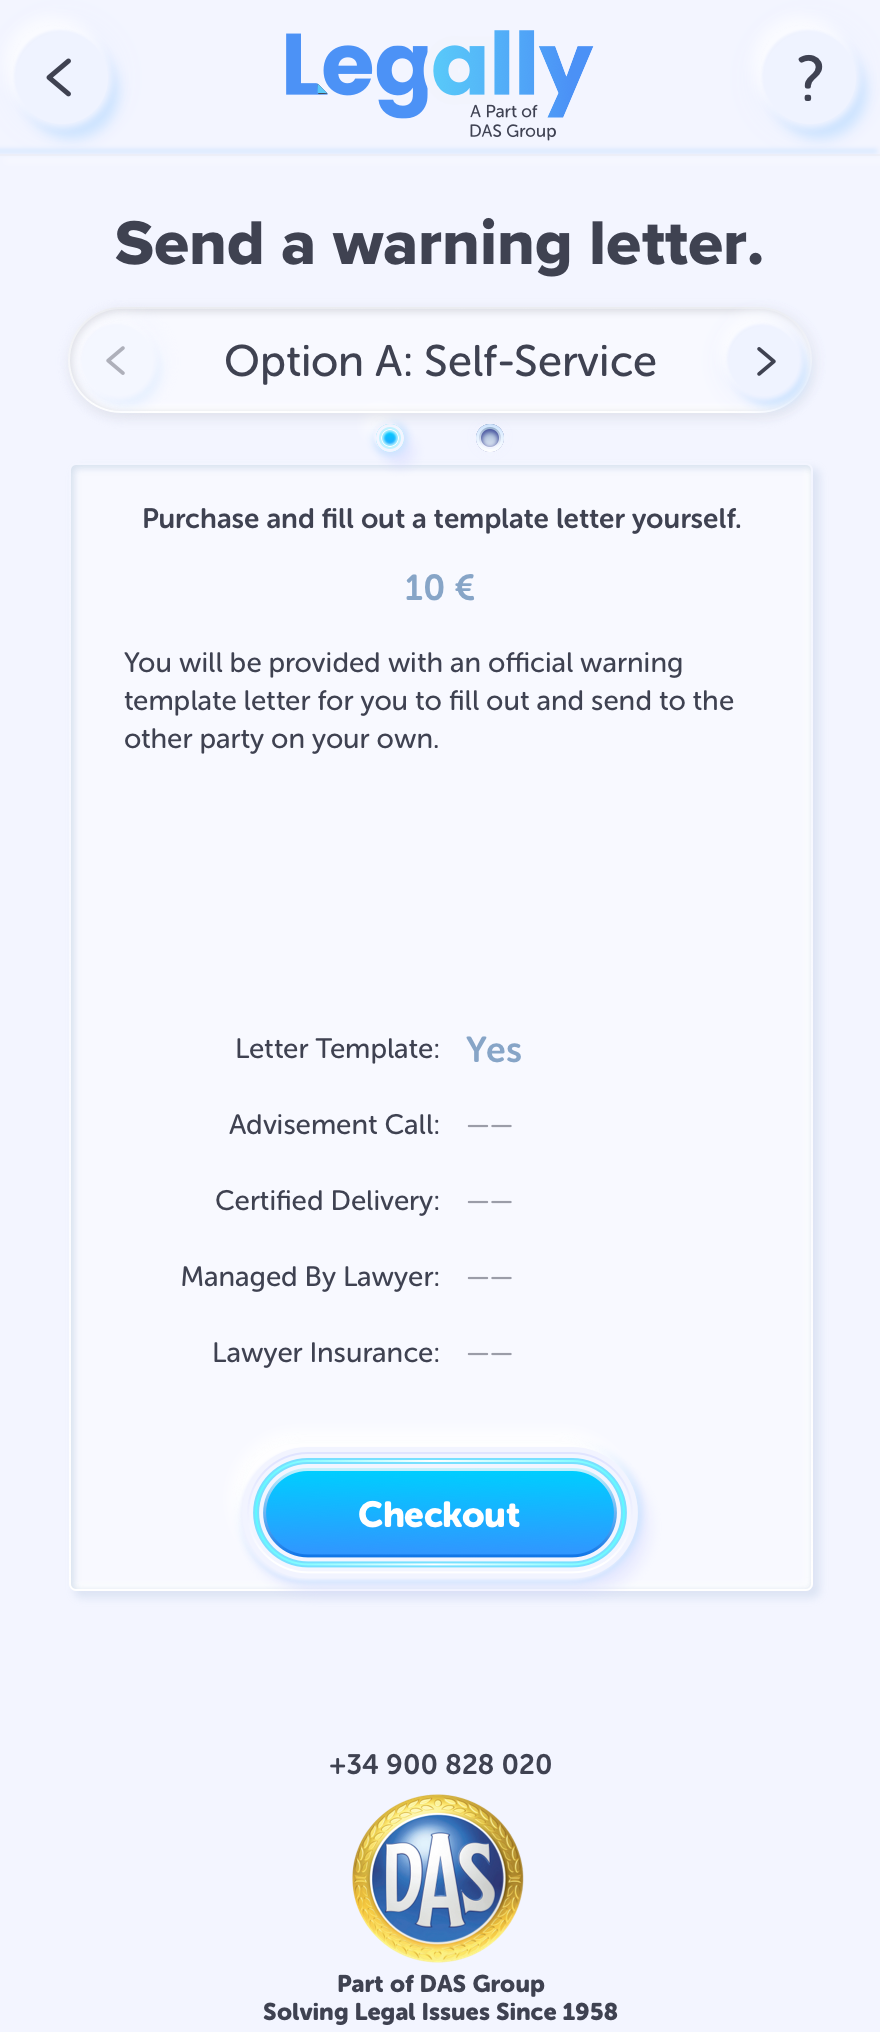 Legally
?
A Part of
DAS Group
Send a warning letter.
Option A: Self-Service
Purchase and fill out a template letter yourself.
10 €
You will be provided with an official warning
template letter for you to fill out and send to the
other party on your own.
Letter Template: Yes
Advisement Call: ——
Certified Delivery: ——
Managed By Lawyer: ——
Lawyer Insurance: ——
Checkout
+34 900 828 020
DAS
Part of DAS Group
Solving Legal Issues Since 1958